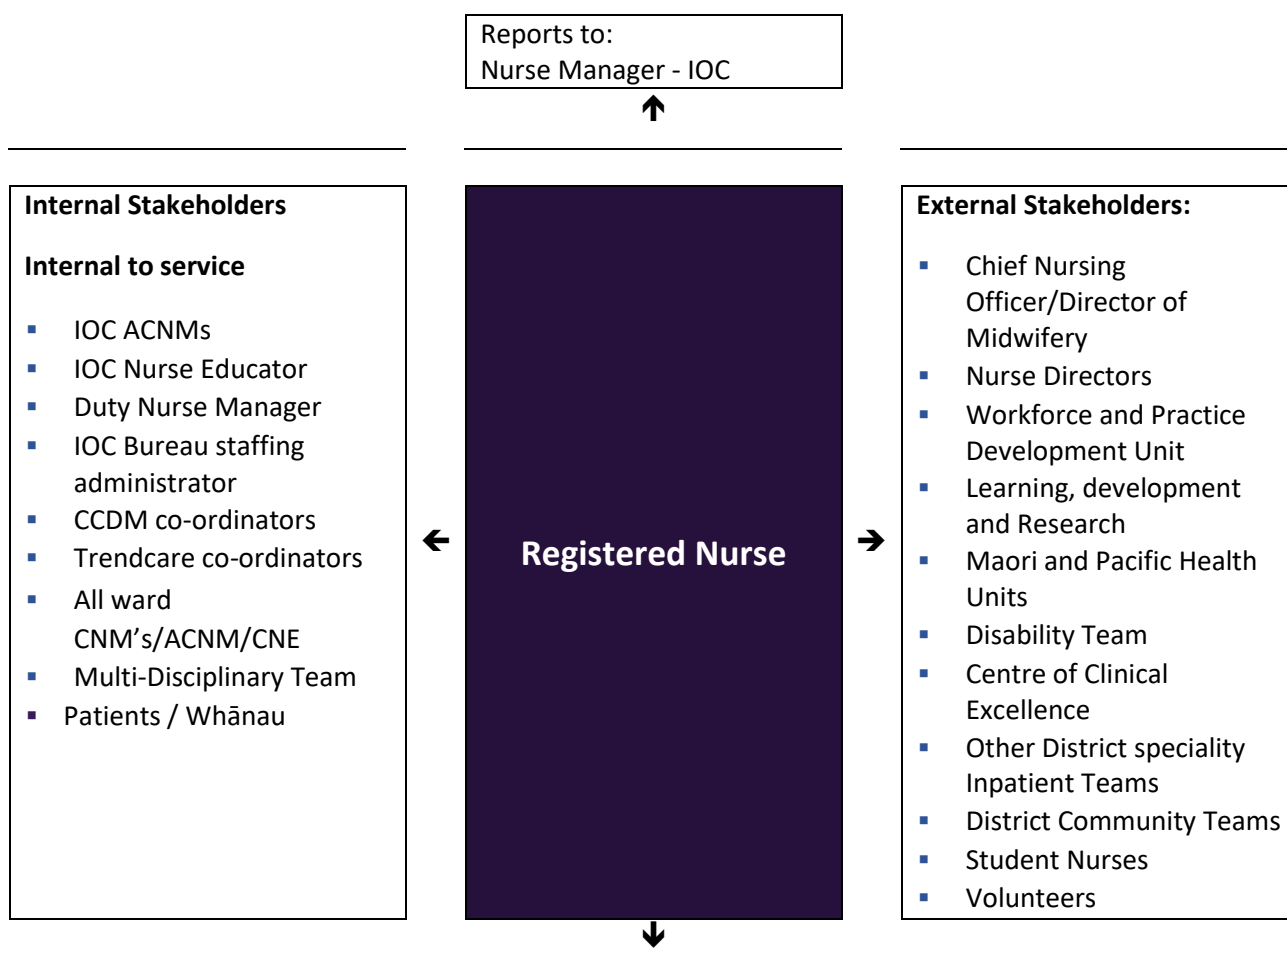 Reports to:
Nurse Manager - IOC
Internal Stakeholders
Internal to service
▪ IOC ACNMs
▪ IOC Nurse Educator
▪ Duty Nurse Manager
▪ IOC Bureau staffing
administrator
▪ CCDM co-ordinators
▪ Trendcare co-ordinators
▪ All ward
CNM’s/ACNM/CNE
▪ Multi-Disciplinary Team
▪ Patients / Whānau
Registered Nurse
External Stakeholders:
▪ Chief Nursing
Officer/Director of
Midwifery
▪ Nurse Directors
▪ Workforce and Practice
Development Unit
▪ Learning, development
and Research
▪ Maori and Pacific Health
Units
▪ Disability Team
▪ Centre of Clinical
Excellence
▪ Other District speciality
Inpatient Teams
▪ District Community Teams
▪ Student Nurses
▪ Volunteers